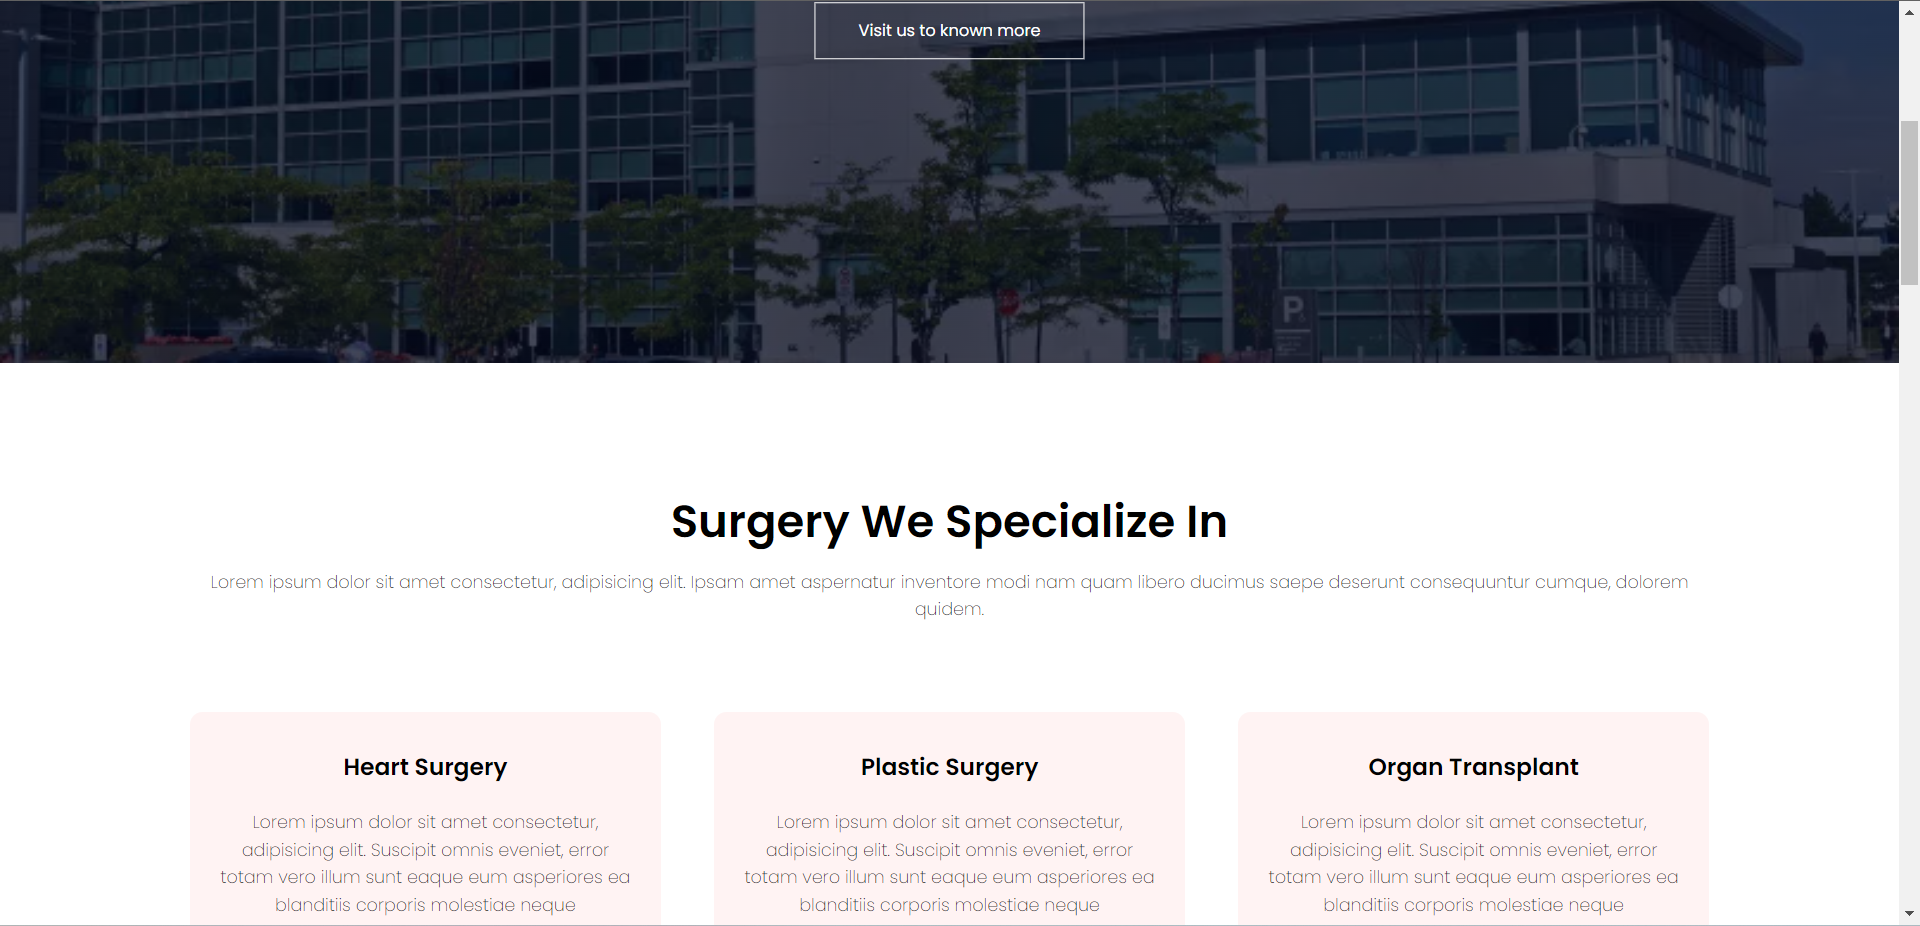 Visit us to known more
P
Surgery We Specialize In
Lorem ipsum dolor sit amet consectetur, adipisicing elit. Ipsam amet aspernatur inventore modi nam quam libero ducimus saepe deserunt consequuntur cumque, dolorem
quidem.
Heart Surgery
Lorem ipsum dolor sit amet consectetur,
adipisicing elit. Suscipit omnis eveniet, error
totam vero illum sunt eaque eum asperiores ea
blanditiis corporis molestiae neque
Plastic Surgery
Lorem ipsum dolor sit amet consectetur,
adipisicing elit. Suscipit omnis eveniet, error
totam vero illum sunt eaque eum asperiores ea
blanditiis corporis molestiae neque
Organ Transplant
Lorem ipsum dolor sit amet consectetur,
adipisicing elit. Suscipit omnis eveniet, error
totam vero illum sunt eaque eum asperiores ea
blanditiis corporis molestiae neque